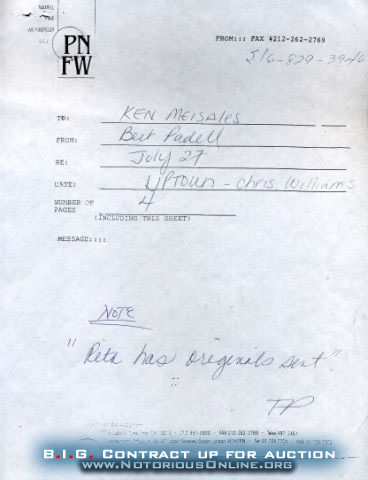 PN
FW
FROM::: FAX #212-262-2769
516-829-3946
TO: KEN MEISALES
FROM: Bert Padell
RE: July 27
DATE: UPTOWN - Chris Williams
NUMBER OF
PAGES 4
(INCLUDING THIS SHEET)
MESSAGE::::
NOTE
"Rita has originals sent".
B.I.G. CONTRACT UP FOR AUCTION
WWW.NOTORIOUSONLINE.ORG